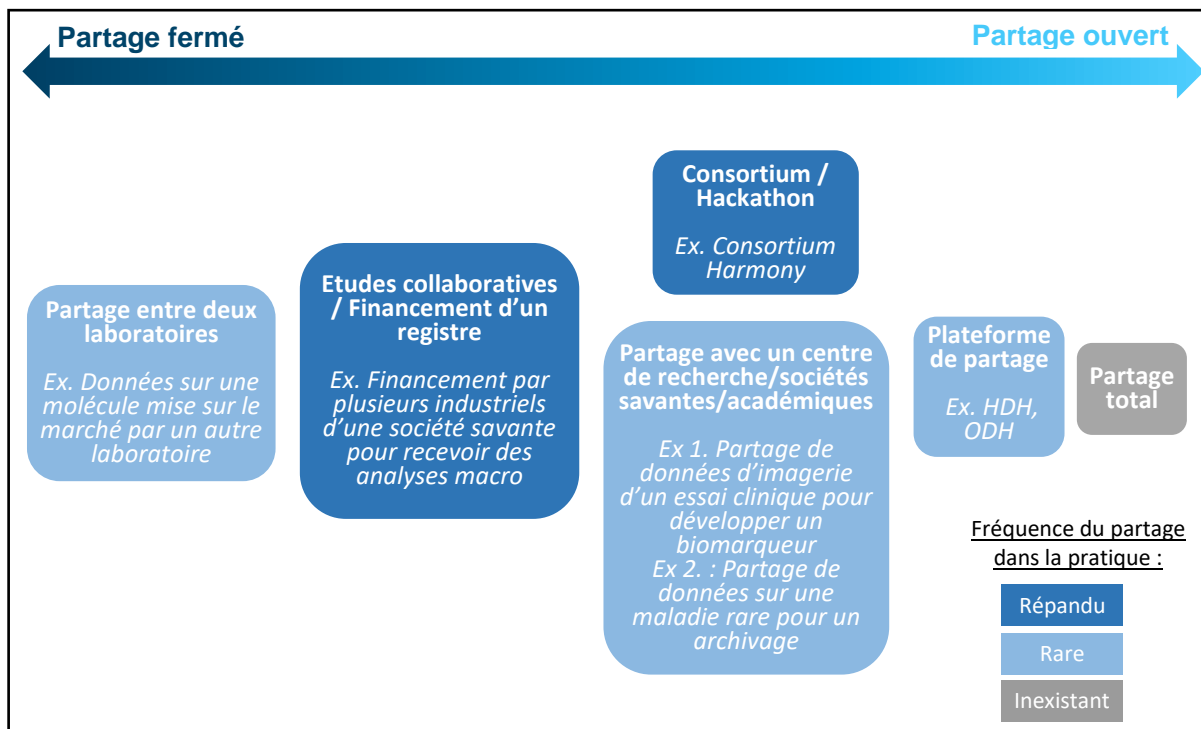 Partage fermé
Partage ouvert
Consortium /
Hackathon
Ex. Consortium
Harmony
Etudes collaboratives
/ Financement d’un
registre
Ex. Financement par
plusieurs industriels
d’une société savante
pour recevoir des
analyses macro
Partage entre deux
laboratoires
Ex. Données sur une
molécule mise sur le
marché par un autre
laboratoire
Partage avec un centre
de recherche/sociétés
savantes/académiques
Ex 1. Partage de
données d’imagerie
d’un essai clinique pour
développer un
biomarqueur
Ex 2. : Partage de
données sur une
maladie rare pour un
archivage
Plateforme
de partage
Ex. HDH,
ODH
Partage
total
Fréquence du partage
dans la pratique :
Répandu
Rare
Inexistant